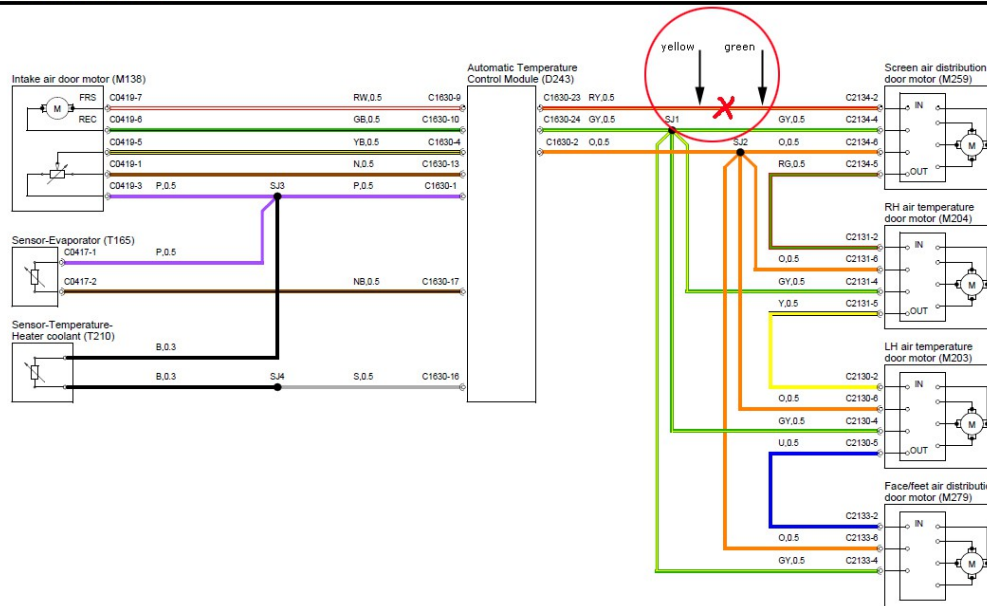 yellow
green
Intake air door motor (M138)
Automatic Temperature
Control Module (D243)
Screen air distribution
door motor (M259)
FRS
C0419-7
RW,0.5
C1630-9
C1630-23
RY,0.5
C2134-2
IN
M
REC
C0419-6
GB,0.5
C1630-10
C1630-24
GY,0.5
SJ1
GY,0.5
C2134-4
C0419-5
YB,0.5
C1630-4
C1630-2
O,0.5
SJ2
O,0.5
C2134-6
M
C0419-1
N,0.5
C1630-13
RG,0.5
C2134-5
OUT
C0419-3
P,0.5
SJ3
P,0.5
C1630-1
RH air temperature
door motor (M204)
Sensor-Evaporator (T165)
C0417-1
P,0.5
C2131-2
IN
O,0.5
C2131-6
C0417-2
NB,0.5
C1630-17
GY,0.5
C2131-4
M
Y,0.5
C2131-5
OUT
Sensor-Temperature-
Heater coolant (T210)
B,0.3
LH air temperature
door motor (M203)
B,0.3
SJ4
S,0.5
C1630-16
C2130-2
IN
O,0.5
C2130-6
GY,0.5
C2130-4
M
U,0.5
C2130-5
OUT
Face/feet air distributi
door motor (M279)
C2133-2
IN
O,0.5
C2133-6
GY,0.5
C2133-4
M